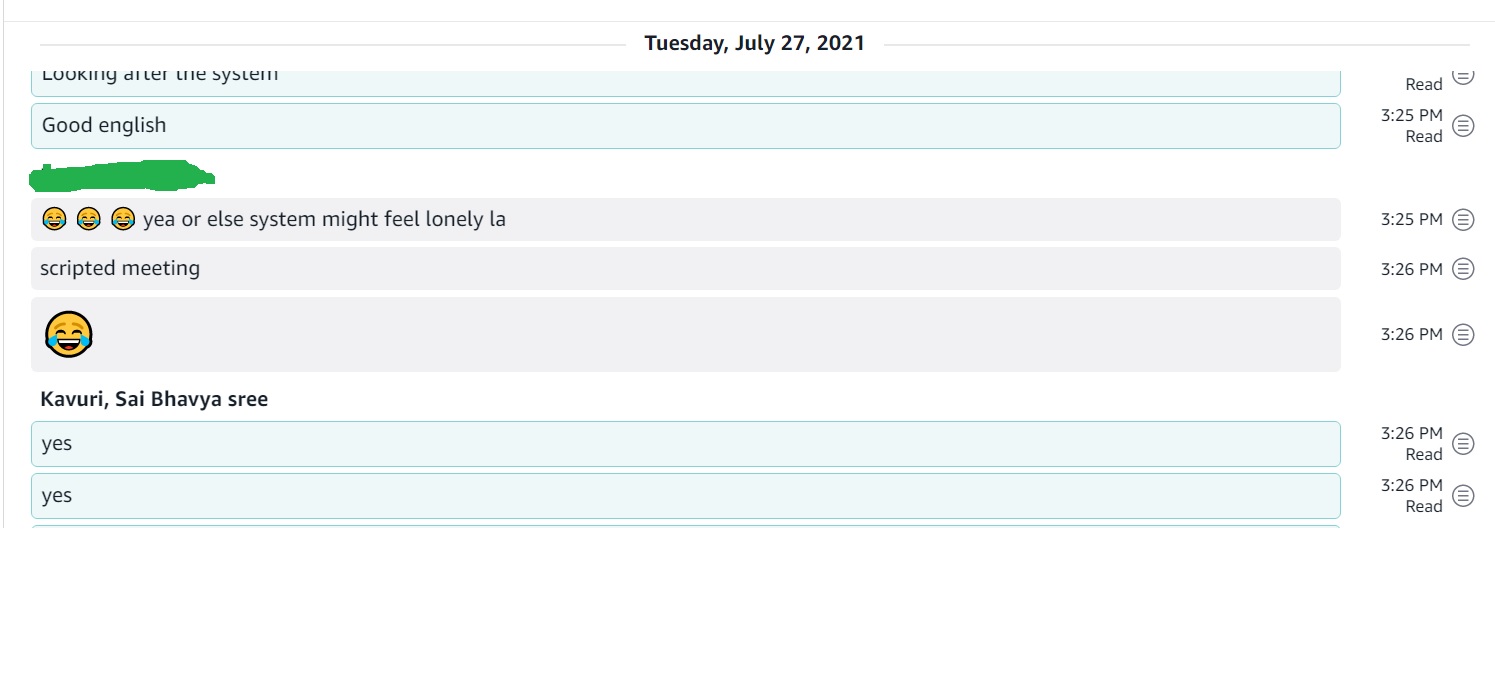 Tuesday, July 27, 2021
Looking after the system
Read
Good english
3:25 PM
Read
😂 😂 😂 yea or else system might feel lonely la
3:25 PM
scripted meeting
3:26 PM
😂
3:26 PM
Kavuri, Sai Bhavya sree
yes
3:26 PM
Read
yes
3:26 PM
Read